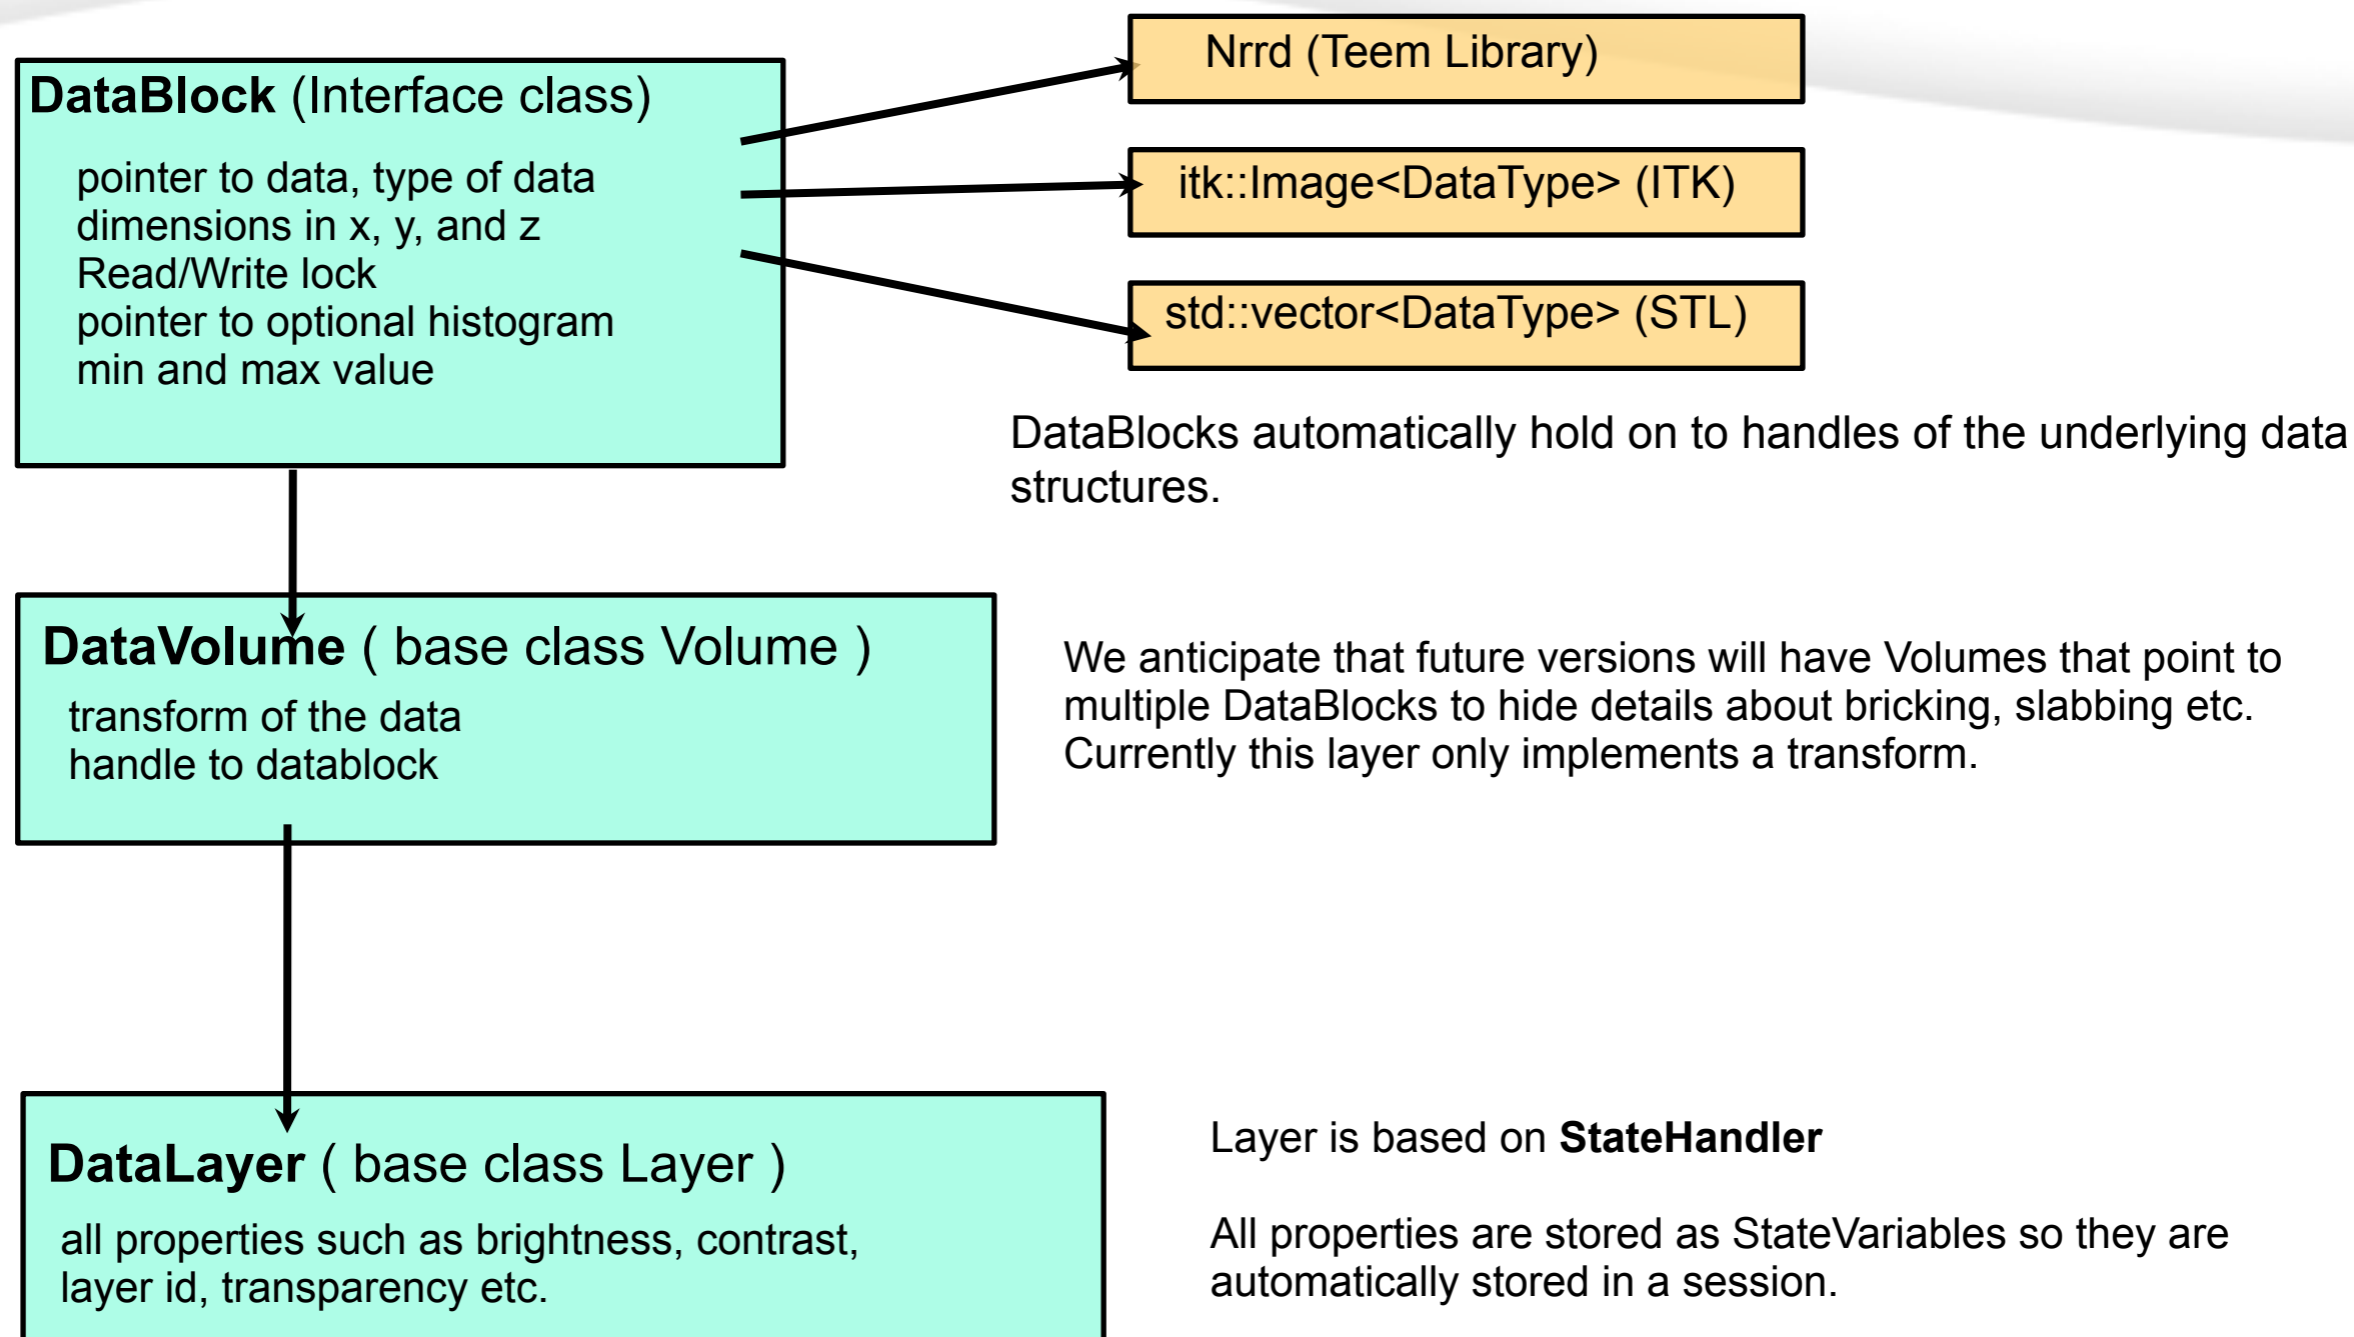 DataBlock (Interface class)
pointer to data, type of data
dimensions in x, y, and z
Read/Write lock
pointer to optional histogram
min and max value
Nrrd (Teem Library)
itk::Image<DataType> (ITK)
std::vector<DataType> (STL)
DataBlocks automatically hold on to handles of the underlying data
structures.
DataVolume ( base class Volume )
transform of the data
handle to datablock
We anticipate that future versions will have Volumes that point to
multiple DataBlocks to hide details about bricking, slabbing etc.
Currently this layer only implements a transform.
DataLayer ( base class Layer )
all properties such as brightness, contrast,
layer id, transparency etc.
Layer is based on StateHandler
All properties are stored as StateVariables so they are
automatically stored in a session.